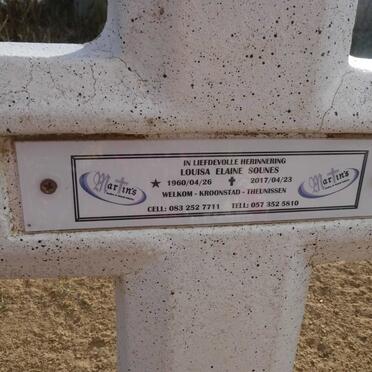 IN LIEFDEVOLLE HERINNERING
LOUISA ELAINE SOUNES
1960/04/26 2017/04/23
WELKOM - KROONSTAD - THEUNISSEN
CELL: 083 252 7711 TELL: 057 352 5810
Martin's
Martin's